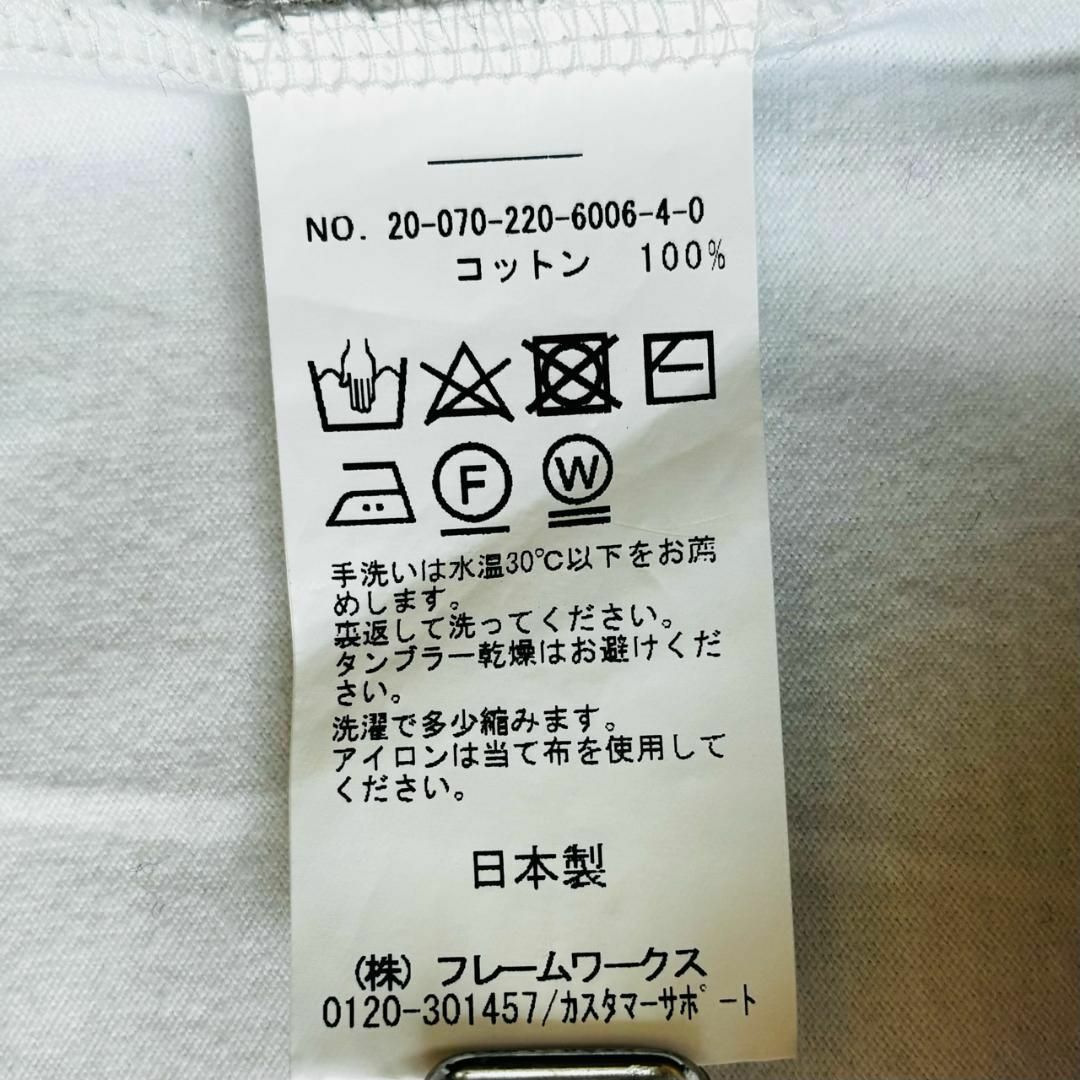 NO. 20-070-220-6006-4-0
コットン 100%
F W
手洗いは水温30℃以下をお薦
めします。
裏返して洗ってください。
タンブラー乾燥はお避けくだ
さい。
洗濯で多少縮みます。
アイロンは当て布を使用して
ください。
日本製
(株) フレームワークス
0120-301457/カスタマーサポート